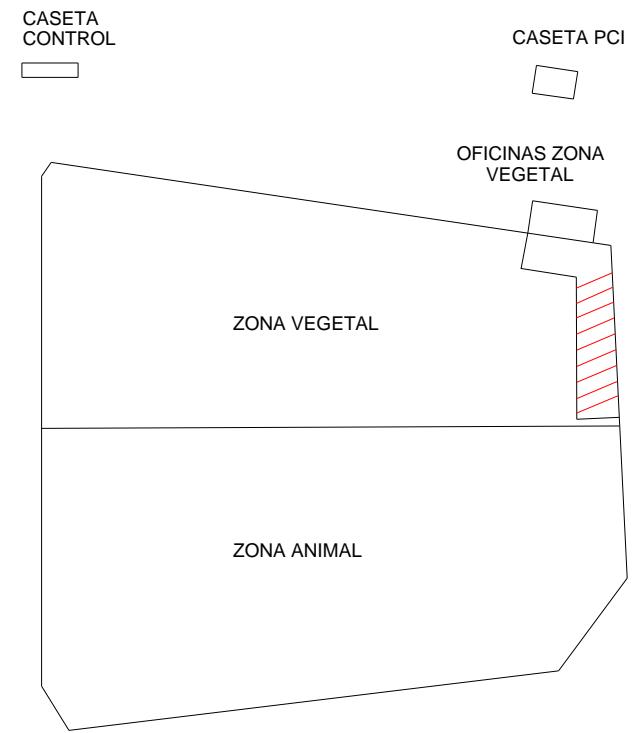 CASETA
CONTROL
CASETA PCI
OFICINAS ZONA
VEGETAL
ZONA VEGETAL
ZONA ANIMAL